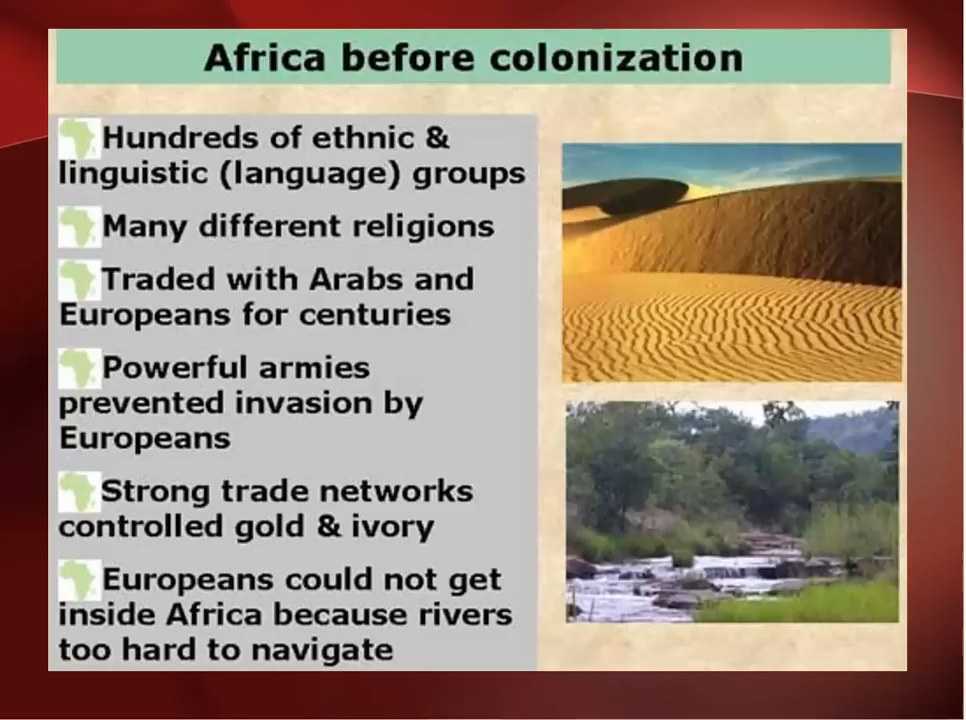 Africa before colonization
Hundreds of ethnic &
linguistic (language) groups
Many different religions
Traded with Arabs and
Europeans for centuries
Powerful armies
prevented invasion by
Europeans
Strong trade networks
controlled gold & ivory
Europeans could not get
inside Africa because rivers
too hard to navigate